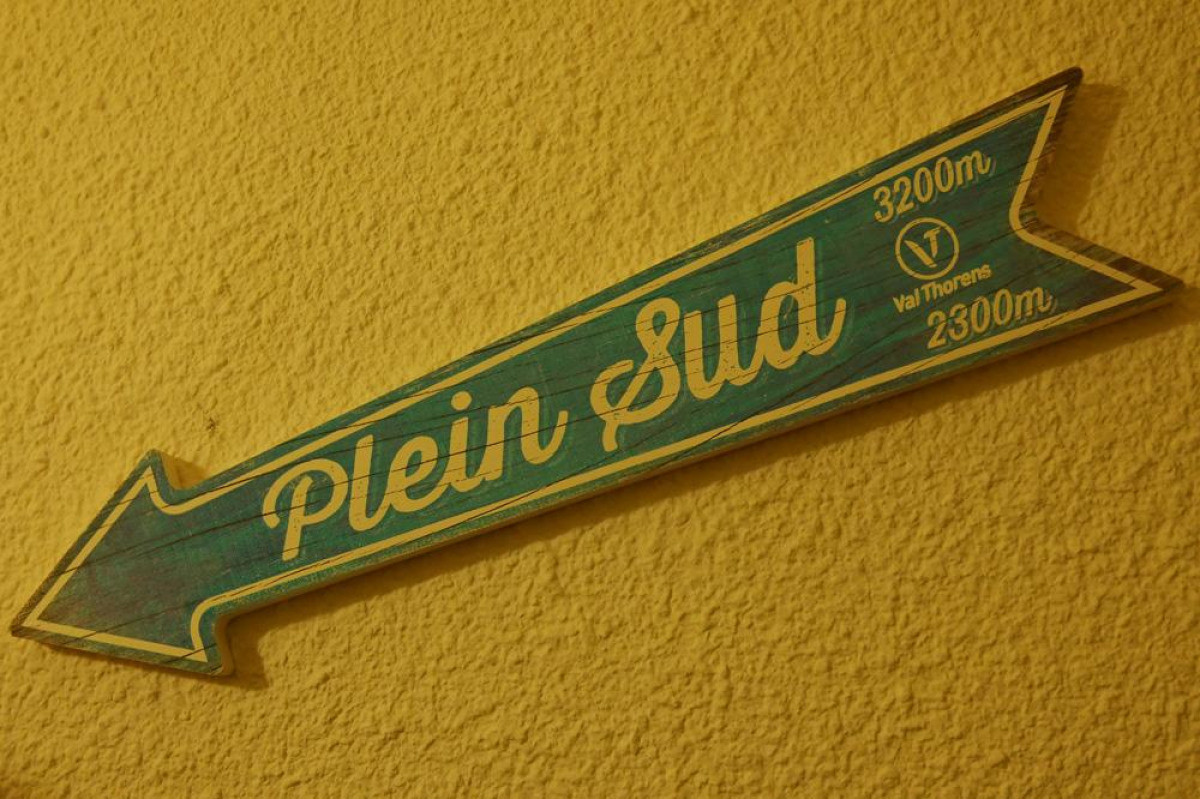 Plein Sud
3200m
VT
Val Thorens
2300m